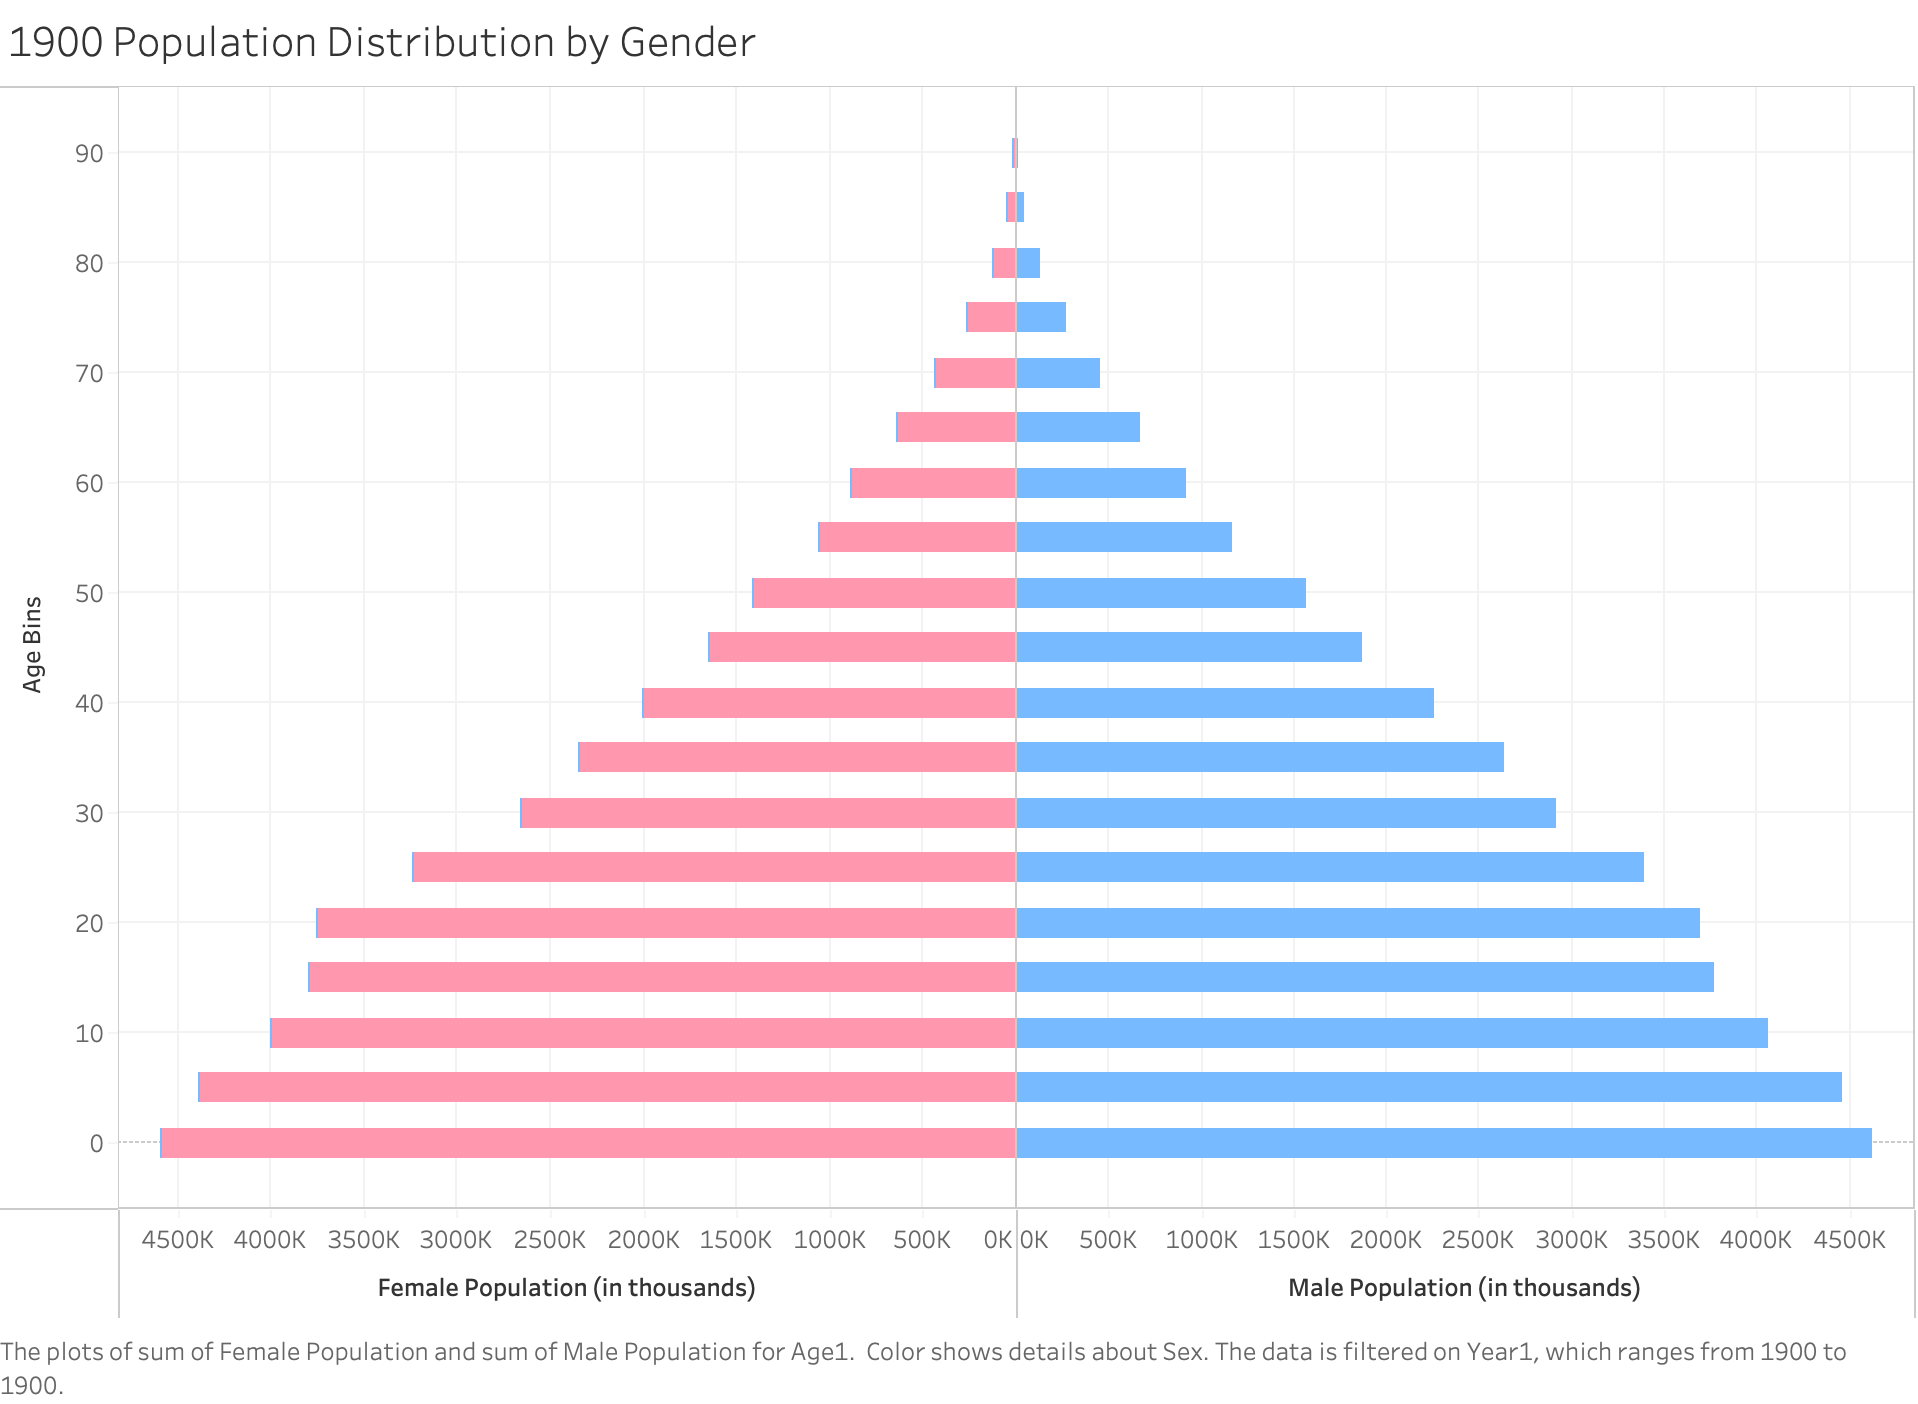 1900 Population Distribution by Gender
90
80
70
60
50
40
30
20
10
0
Age Bins
4500K 4000K 3500K 3000K 2500K 2000K 1500K 1000K 500K 0K 0K 500K 1000K 1500K 2000K 2500K 3000K 3500K 4000K 4500K
Female Population (in thousands) Male Population (in thousands)
The plots of sum of Female Population and sum of Male Population for Age1.  Color shows details about Sex. The data is filtered on Year1, which ranges from 1900 to
1900.